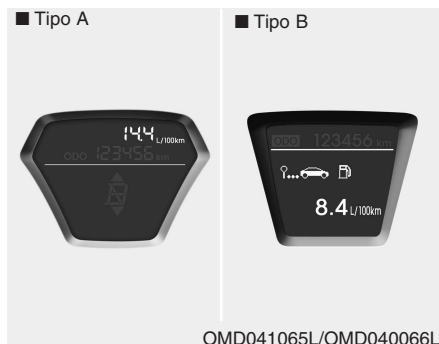 ■ Tipo A
14.4 L/100km
ODO 123456 km
■ Tipo B
ODO 123456 km
8.4 L/100km
OMD041065L/OMD040066L